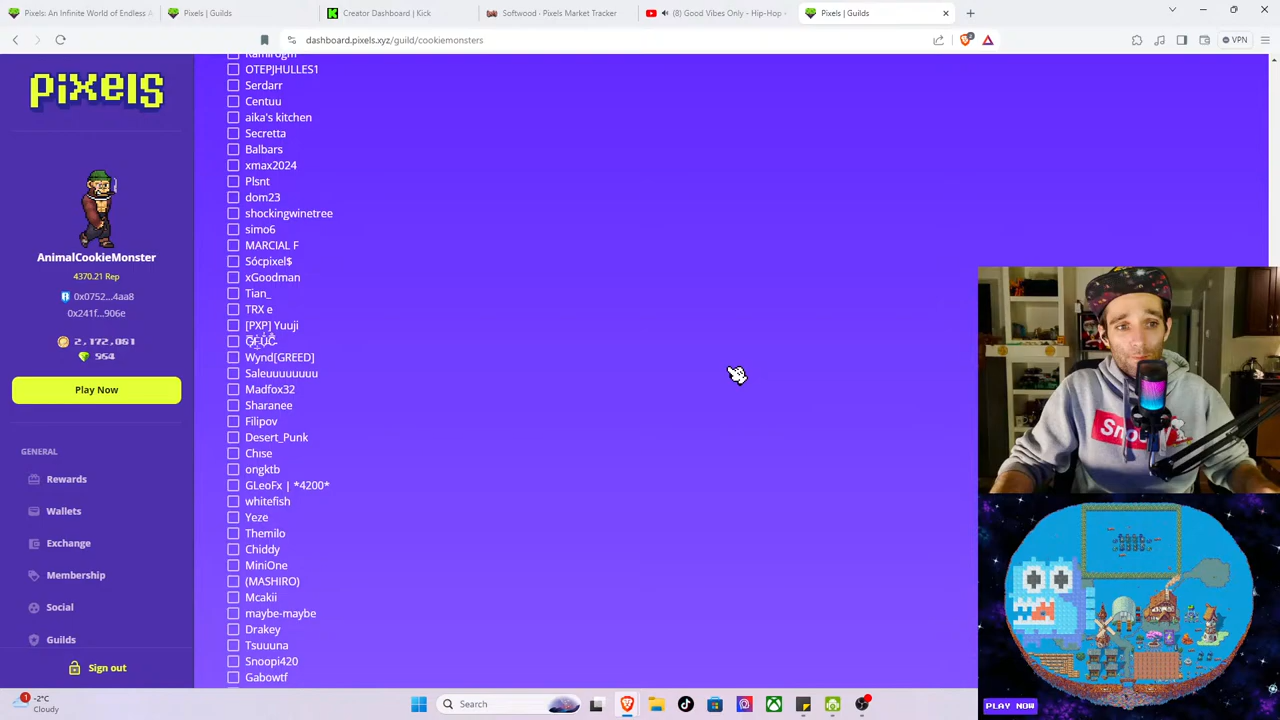 Pixels: An Infinite World of Endless A
Pixels | Guilds
Creator Dashboard | Kick
Softwood - Pixels Market Tracker
(8) Good Vibes Only - Hip-Hop
Pixels | Guilds
dashboard.pixels.xyz/guild/cookiemonsters
2
VPN
pixels
AnimalCookieMonster
4370.21 Rep
0x0752...4aa8
0x241f...906e
2,172,081
964
Play Now
GENERAL
Rewards
Wallets
Exchange
Membership
Social
Guilds
Sign out
OTEPJHULLES1
Serdarr
Centuu
aika's kitchen
Secretta
Balbars
xmax2024
Plsnt
dom23
shockingwinetree
simo6
MARCIAL F
Sócpixel$
xGoodman
Tian_
TRX e
[PXP] Yuuji
Wynd[GREED]
Saleuuuuuuuu
Madfox32
Sharanee
Filipov
Desert_Punk
Chise
ongktb
GLeoFx | *4200*
whitefish
Yeze
Themilo
Chiddy
MiniOne
(MASHIRO)
Mcakii
maybe-maybe
Drakey
Tsuuuna
Snoopi420
Gabowtf
PLAY NOW
1
-2°C
Cloudy
Search